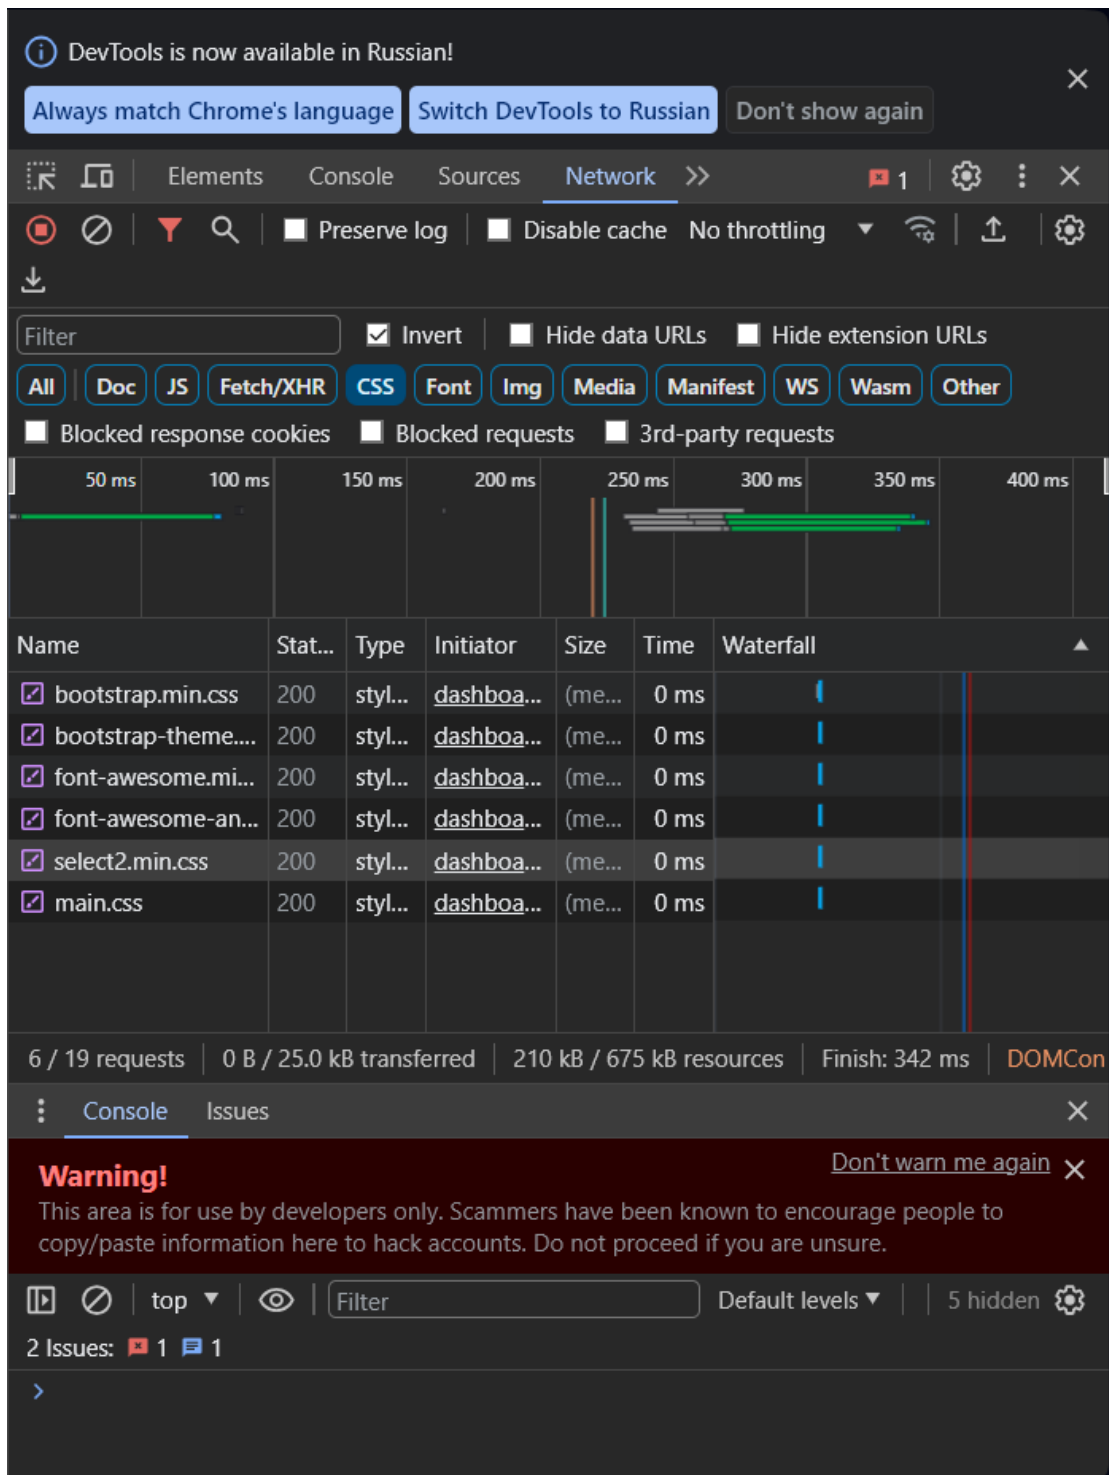 DevTools is now available in Russian!
Always match Chrome's language Switch DevTools to Russian Don't show again
Elements Console Sources Network 1
Preserve log Disable cache No throttling
Filter Invert Hide data URLs Hide extension URLs
All Doc JS Fetch/XHR CSS Font Img Media Manifest WS Wasm Other
Blocked response cookies Blocked requests 3rd-party requests
50 ms 100 ms 150 ms 200 ms 250 ms 300 ms 350 ms 400 ms
Name Stat... Type Initiator Size Time Waterfall
bootstrap.min.css 200 styl... dashboa... (me... 0 ms
bootstrap-theme.... 200 styl... dashboa... (me... 0 ms
font-awesome.mi... 200 styl... dashboa... (me... 0 ms
font-awesome-an... 200 styl... dashboa... (me... 0 ms
select2.min.css 200 styl... dashboa... (me... 0 ms
main.css 200 styl... dashboa... (me... 0 ms
6 / 19 requests 0 B / 25.0 kB transferred 210 kB / 675 kB resources Finish: 342 ms DOMCon
Console Issues
Warning! Don't warn me again
This area is for use by developers only. Scammers have been known to encourage people to
copy/paste information here to hack accounts. Do not proceed if you are unsure.
top Filter Default levels 5 hidden
2 Issues: 1 1